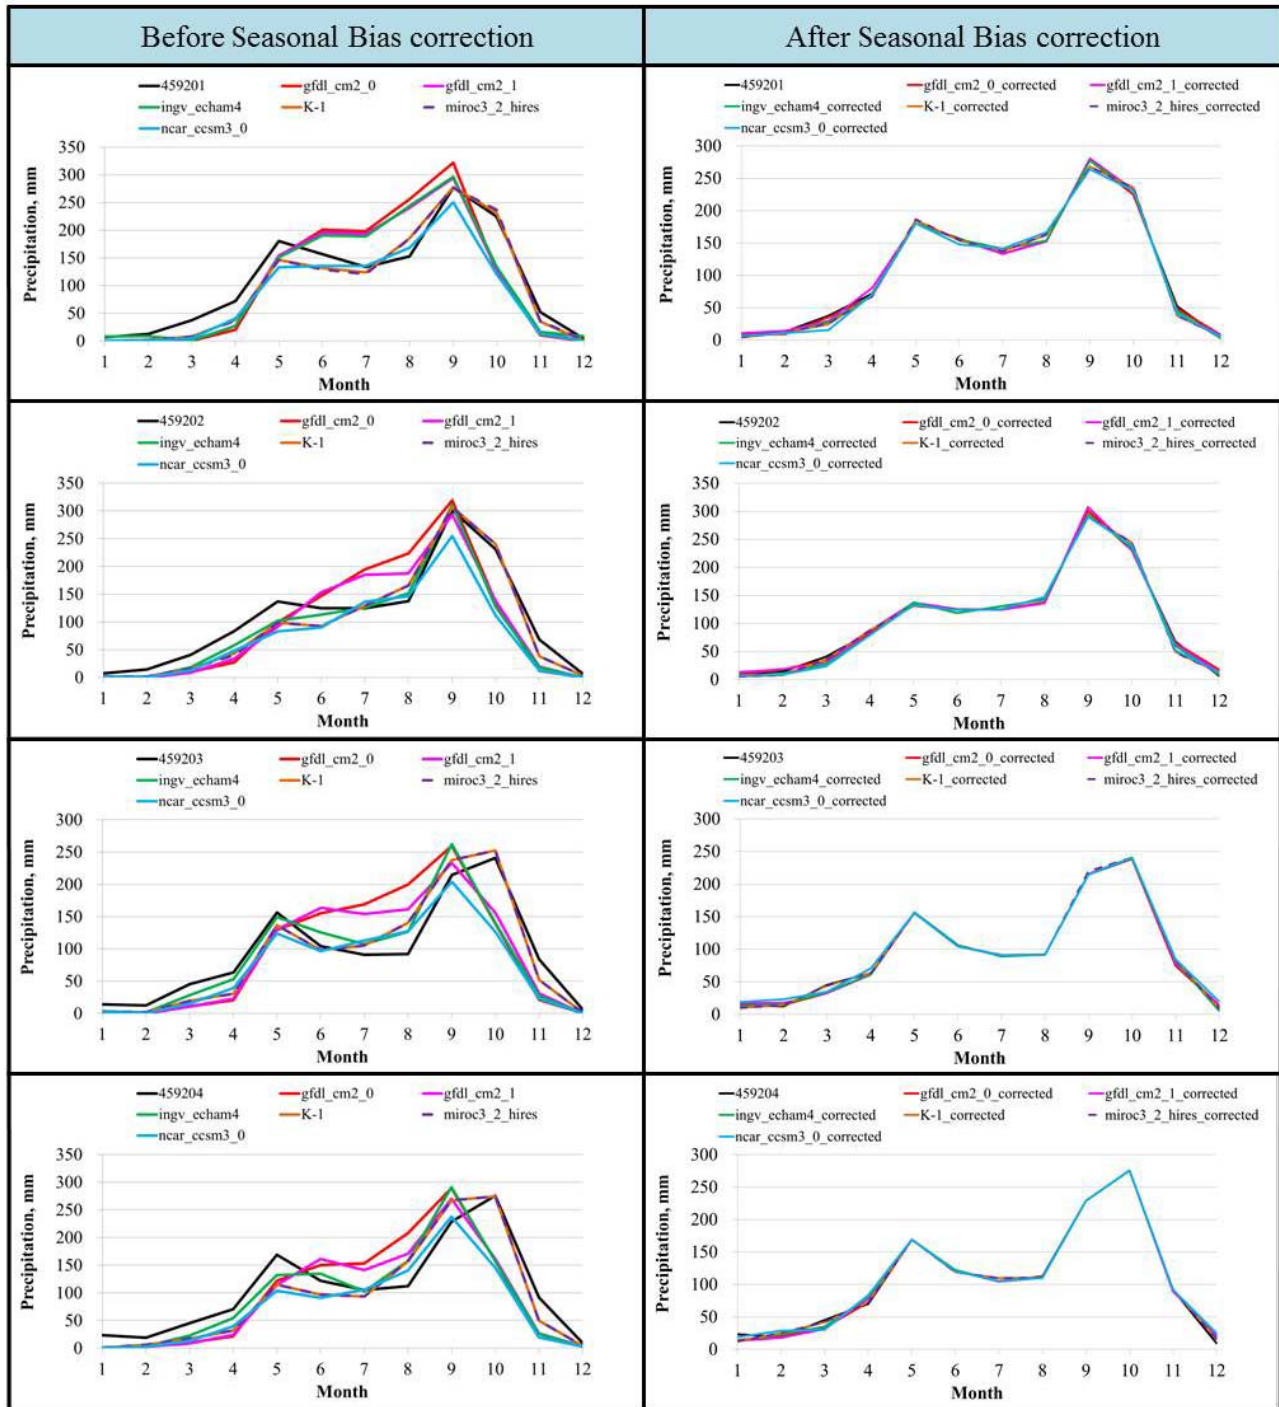 Before Seasonal Bias correction
After Seasonal Bias correction
459201 gfdl_cm2_0 gfdl_cm2_1
ingv_echam4 K-1 miroc3_2_hires
ncar_ccsm3_0
Precipitation, mm
350
300
250
200
150
100
50
0
1 2 3 4 5 6 7 8 9 10 11 12
Month
459201 gfdl_cm2_0_corrected gfdl_cm2_1_corrected
ingv_echam4_corrected K-1_corrected miroc3_2_hires_corrected
ncar_ccsm3_0_corrected
Precipitation, mm
300
250
200
150
100
50
0
1 2 3 4 5 6 7 8 9 10 11 12
Month
459202 gfdl_cm2_0 gfdl_cm2_1
ingv_echam4 K-1 miroc3_2_hires
ncar_ccsm3_0
Precipitation, mm
350
300
250
200
150
100
50
0
1 2 3 4 5 6 7 8 9 10 11 12
Month
459202 gfdl_cm2_0_corrected gfdl_cm2_1_corrected
ingv_echam4_corrected K-1_corrected miroc3_2_hires_corrected
ncar_ccsm3_0_corrected
Precipitation, mm
350
300
250
200
150
100
50
0
1 2 3 4 5 6 7 8 9 10 11 12
Month
459203 gfdl_cm2_0 gfdl_cm2_1
ingv_echam4 K-1 miroc3_2_hires
ncar_ccsm3_0
Precipitation, mm
300
250
200
150
100
50
0
1 2 3 4 5 6 7 8 9 10 11 12
Month
459203 gfdl_cm2_0_corrected gfdl_cm2_1_corrected
ingv_echam4_corrected K-1_corrected miroc3_2_hires_corrected
ncar_ccsm3_0_corrected
Precipitation, mm
300
250
200
150
100
50
0
1 2 3 4 5 6 7 8 9 10 11 12
Month
459204 gfdl_cm2_0 gfdl_cm2_1
ingv_echam4 K-1 miroc3_2_hires
ncar_ccsm3_0
Precipitation, mm
350
300
250
200
150
100
50
0
1 2 3 4 5 6 7 8 9 10 11 12
Month
459204 gfdl_cm2_0_corrected gfdl_cm2_1_corrected
ingv_echam4_corrected K-1_corrected miroc3_2_hires_corrected
ncar_ccsm3_0_corrected
Precipitation, mm
300
250
200
150
100
50
0
1 2 3 4 5 6 7 8 9 10 11 12
Month